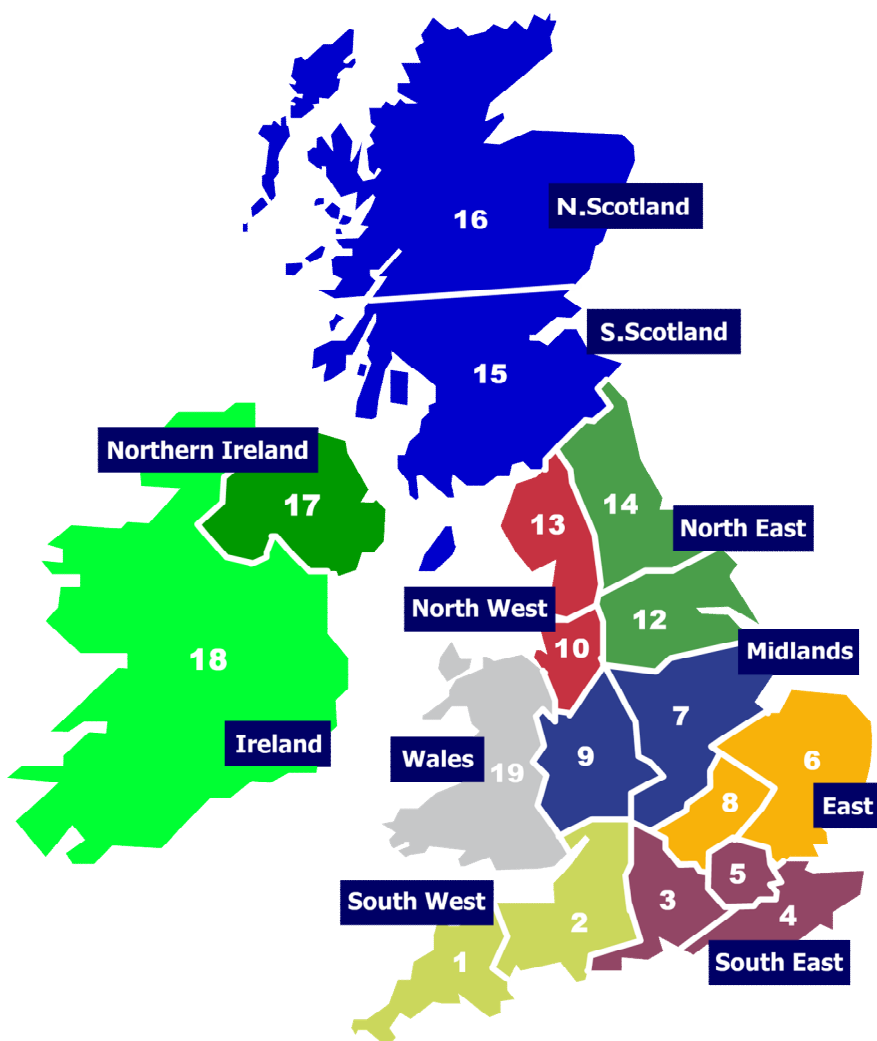 N.Scotland
16
S.Scotland
15
Northern Ireland
17
14
13
North East
North West
12
10
Midlands
18
7
Ireland
Wales
9
19
6
8
East
5
South West
3
4
2
1
South East